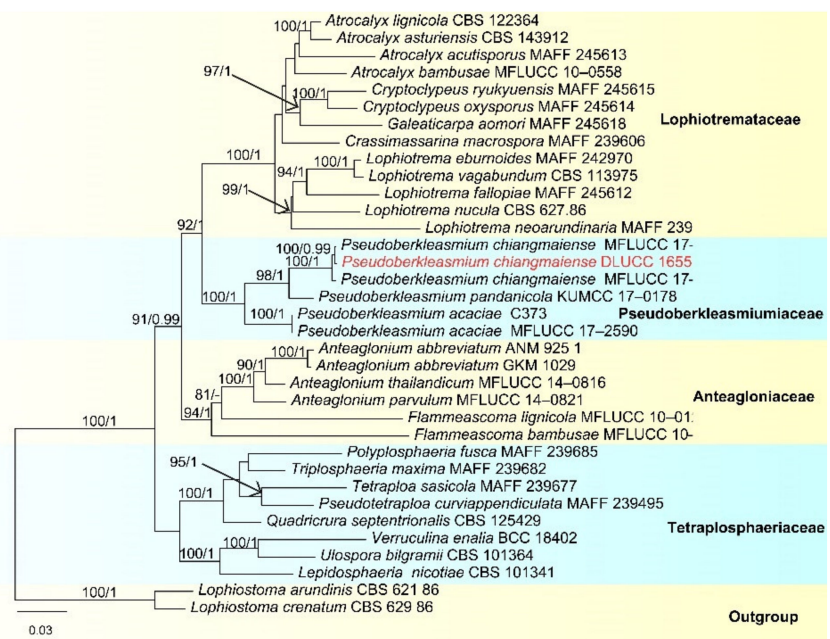 Atrocalyx lignicola CBS 122364
100/1
Atrocalyx asturiensis CBS 143912
Atrocalyx acutisporus MAFF 245613
97/1
Atrocalyx bambusae MFLUCC 10–0558
100/1
Cryptoclypeus ryukyuensis MAFF 245615
Cryptoclypeus oxysporus MAFF 245614
Galeaticarpa aomori MAFF 245618
Lophiotremataceae
Crassimassarina macrospora MAFF 239606
100/1
100/1
Lophiotrema eburnoides MAFF 242970
94/1
Lophiotrema vagabundum CBS 113975
99/1
Lophiotrema fallopiae MAFF 245612
Lophiotrema nucula CBS 627.86
92/1
Lophiotrema neoarundinaria MAFF 239
100/0.99
Pseudoberkleasmium chiangmaiense MFLUCC 17-
100/1
Pseudoberkleasmium chiangmaiense DLUCC 1655
98/1
Pseudoberkleasmium chiangmaiense MFLUCC 17-
100/1
Pseudoberkleasmium pandanicola KUMCC 17–0178
100/1
Pseudoberkleasmium acaciae C373
Pseudoberkleasmiumiaceae
91/0.99
Pseudoberkleasmium acaciae MFLUCC 17–2590
100/1
Anteaglonium abbreviatum ANM 925 1
90/1
Anteaglonium abbreviatum GKM 1029
100/1
Anteaglonium thailandicum MFLUCC 14–0816
81/-
Anteaglonium parvulum MFLUCC 14–0821
Anteagloniaceae
94/1
Flammeascoma lignicola MFLUCC 10–01
Flammeascoma bambusae MFLUCC 10-
100/1
Polyplosphaeria fusca MAFF 239685
95/1
Triplosphaeria maxima MAFF 239682
Tetraploa sasicola MAFF 239677
100/1
Pseudotetraploa curviappendiculata MAFF 239495
Quadricrura septentrionalis CBS 125429
Tetraplosphaeriaceae
100/1
Verruculina enalia BCC 18402
100/1
Ulospora bilgramii CBS 101364
Lepidosphaeria nicotiae CBS 101341
100/1
Lophiostoma arundinis CBS 621 86
Lophiostoma crenatum CBS 629 86
Outgroup
0.03